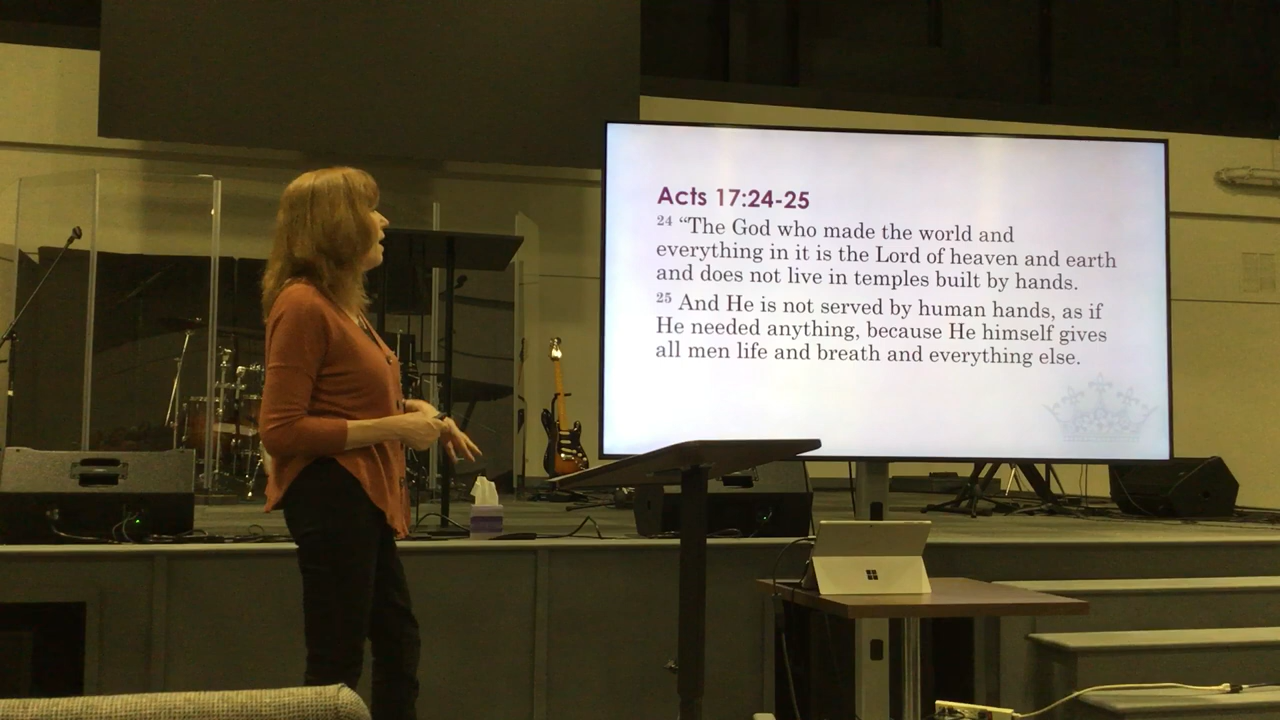 Acts 17:24-25
24 “The God who made the world and
everything in it is the Lord of heaven and earth
and does not live in temples built by hands.
25 And He is not served by human hands, as if
He needed anything, because He himself gives
all men life and breath and everything else.